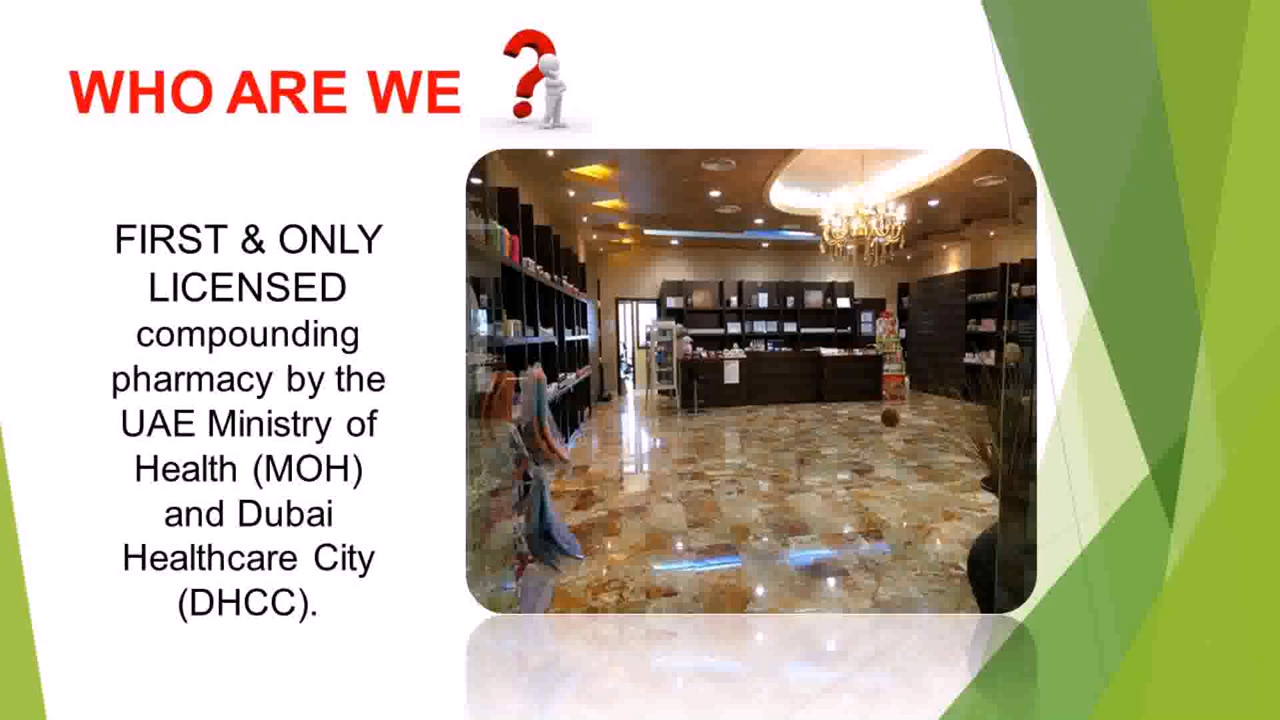 WHO ARE WE
FIRST & ONLY
LICENSED
compounding
pharmacy by the
UAE Ministry of
Health (MOH)
and Dubai
Healthcare City
(DHCC).